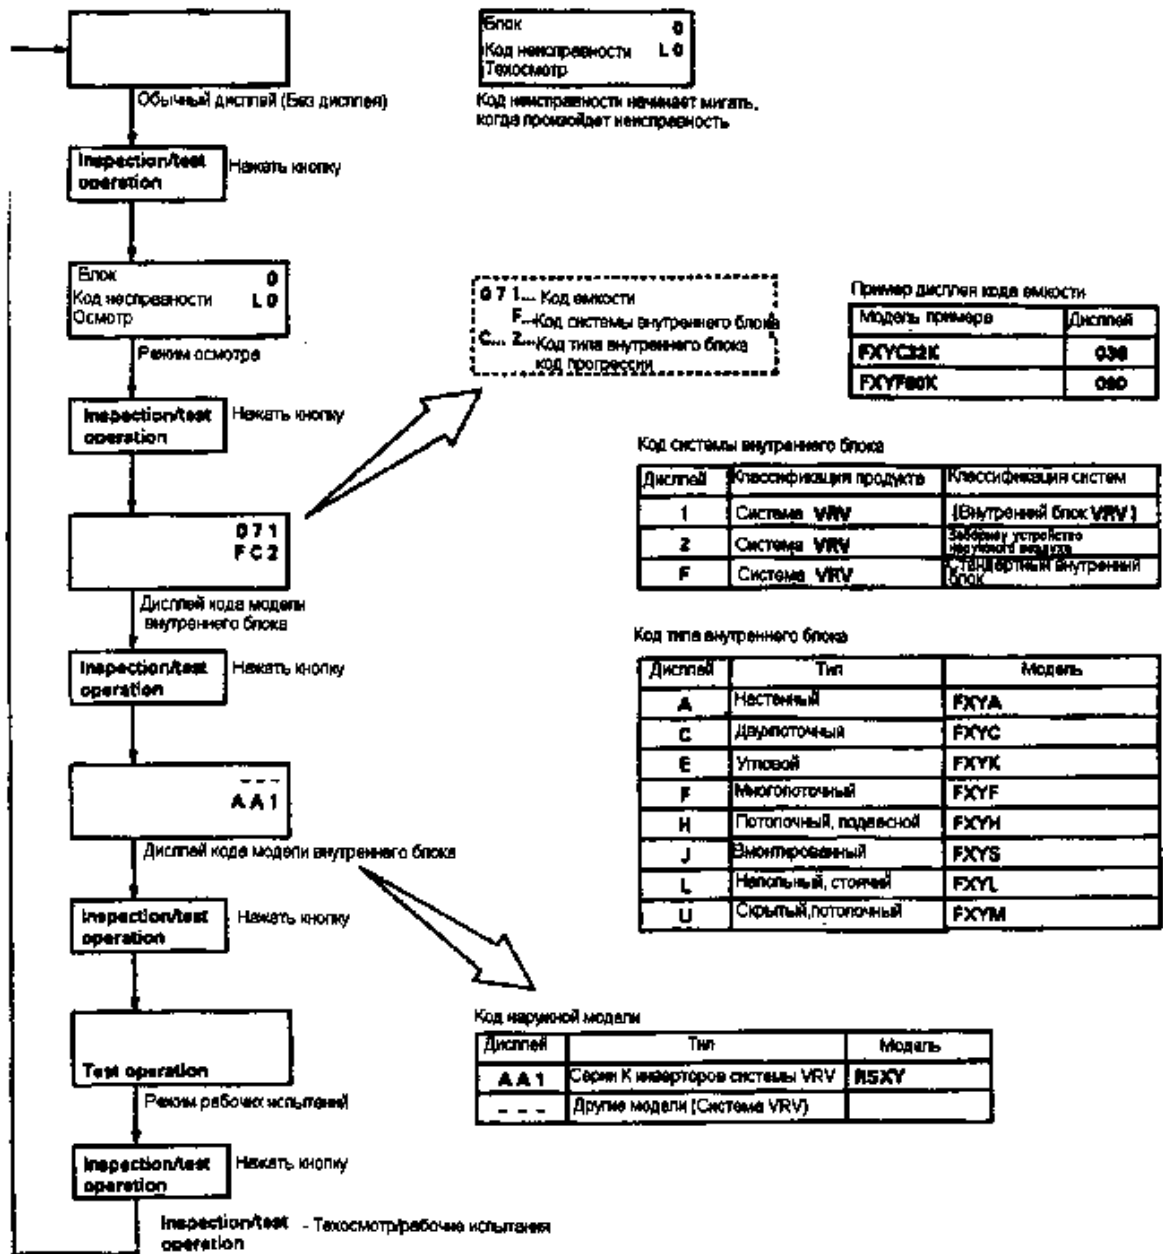 Блок 0
Код неисправности L 0
Техосмотр
Обычный дисплей (Без дисплея)
Код неисправности начинает мигать,
когда произойдет неисправность
Inspection/test
operation
Нажать кнопку
Блок 0
Код несправности L 0
Осмотр
Режим осмотра
0 7 1... Код емкости
F...Код системы внутреннего блока
C... 2...Код типа внутреннего блока
код прогрессии
Пример дисплея кода емкости
Модель примера Дисплей
FXYC32K 036
FXYF80K 090
Inspection/test
operation
Нажать кнопку
Код системы внутреннего блока
Дисплей Классификация продукта Классификация систем
1 Система VRV (Внутренний блок VRV)
2 Система VRV Заборному устройство
наружного воздуха
F Система VRV Стандартный внутренний
блок
0 7 1
F C 2
Дисплей кода модели
внутреннего блока
Inspection/test
operation
Нажать кнопку
Код типа внутреннего блока
Дисплей Тип Модель
A Настенный FXYA
C Двухпоточный FXYC
E Угловой FXYK
F Многопоточный FXYF
H Потолочный, подвесной FXYH
J Вмонтированный FXYS
L Напольный, стоячий FXYL
U Скрытый,потолочный FXYM
- - -
A A 1
Дисплей кода модели внутреннего блока
Inspection/test
operation
Нажать кнопку
Код наружной модели
Дисплей Тип Модель
A A 1 Серии K инверторов системы VRV RSXY
- - - Другие модели (Система VRV)
Test operation
Режим рабочих испытаний
Inspection/test
operation
Нажать кнопку
Inspection/test - Техосмотр/рабочие испытания
operation